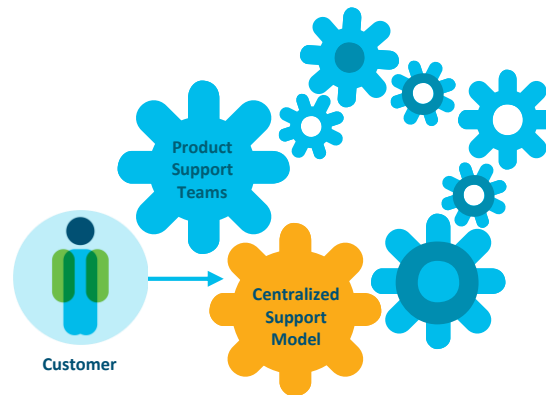 Product
Support
Teams
Centralized
Support
Model
Customer